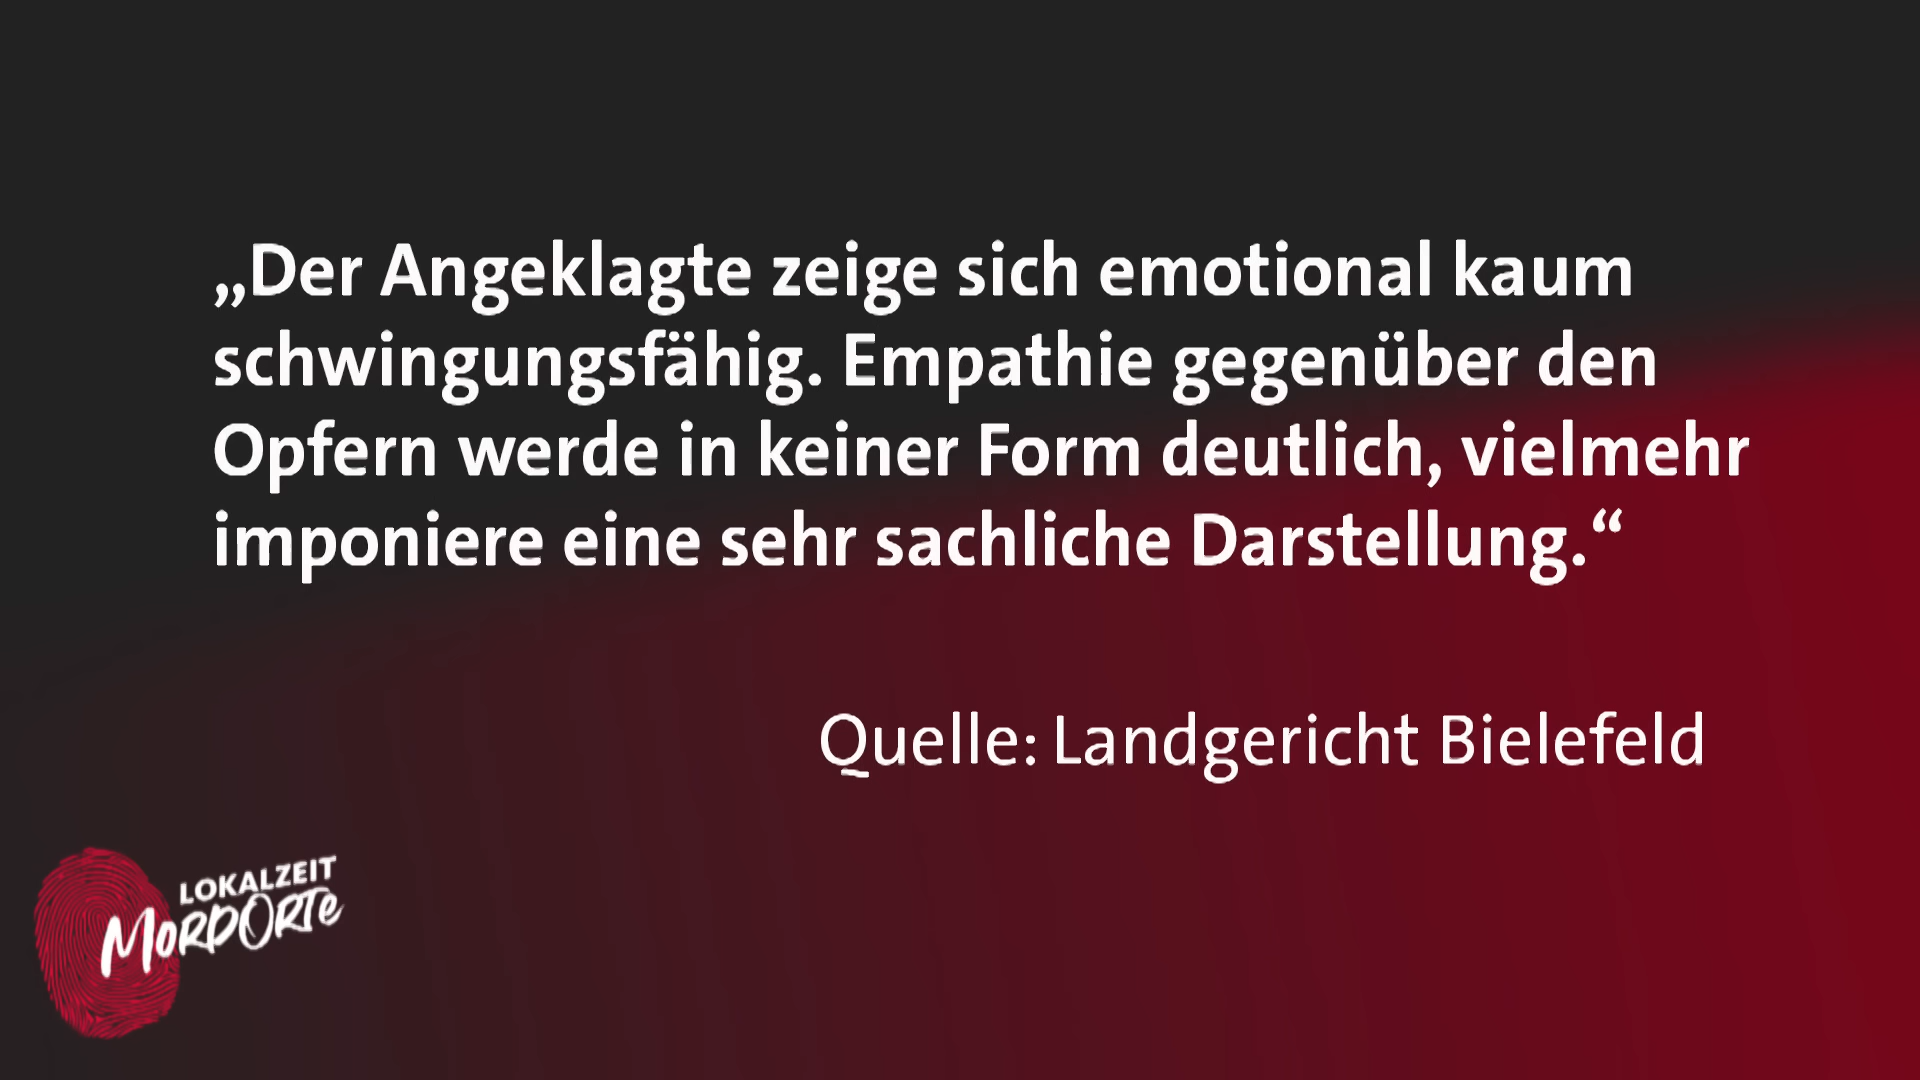 „Der Angeklagte zeige sich emotional kaum
schwingungsfähig. Empathie gegenüber den
Opfern werde in keiner Form deutlich, vielmehr
imponiere eine sehr sachliche Darstellung.“
Quelle: Landgericht Bielefeld
LOKALZEIT
MORDORTE